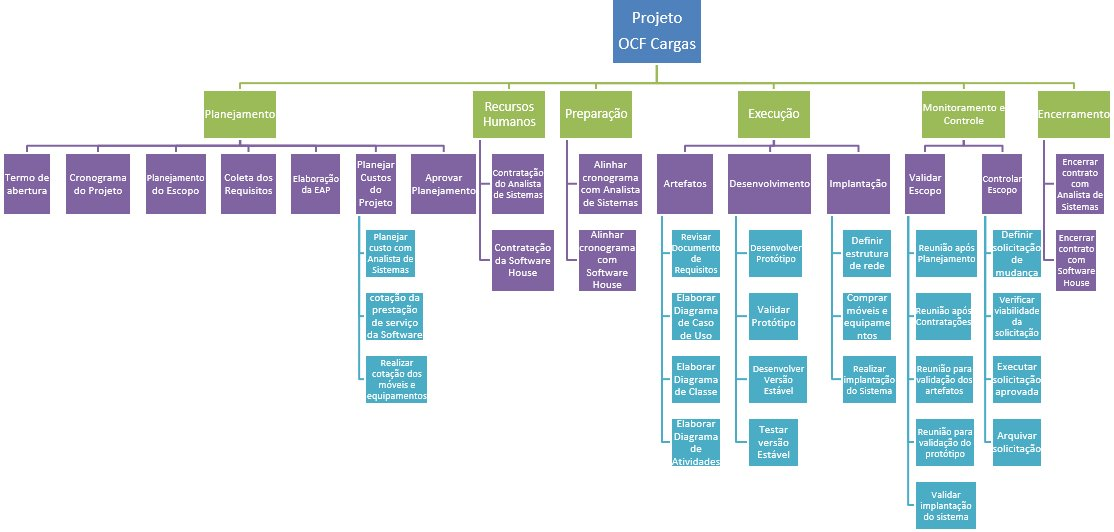 Projeto
OCF Cargas
Planejamento
Termo de
abertura
Cronograma
do Projeto
Planejamento
do Escopo
Coleta dos
Requisitos
Elaboração
da EAP
Planejar
Custos
do
Projeto
Planejar
custo com
Analista de
Sistemas
cotação da
prestação
de serviço
da Software
Realizar
cotação dos
móveis e
equipamentos
Aprovar
Planejamento
Recursos
Humanos
Contratação
do Analista
de Sistemas
Contratação
da Software
House
Preparação
Alinhar
cronograma
com Analista
de Sistemas
Alinhar
cronograma
com
Software
House
Execução
Artefatos
Revisar
Documento
de
Requisitos
Elaborar
Diagrama
de Caso de
Uso
Elaborar
Diagrama
de Classe
Elaborar
Diagrama
de
Atividades
Desenvolvimento
Desenvolver
Protótipo
Validar
Protótipo
Desenvolver
Versão
Estável
Testar
versão
Estável
Implantação
Definir
estrutura
de rede
Comprar
móveis e
equipame
ntos
Realizar
implantação
do Sistema
Monitoramento e
Controle
Validar
Escopo
Reunião após
Planejamento
Reunião após
Contratações
Reunião para
validação dos
artefatos
Reunião para
validação do
protótipo
Validar
implantação
do sistema
Controlar
Escopo
Definir
solicitação
de
mudança
Verificar
viabilidade
da
solicitação
Executar
solicitação
aprovada
Arquivar
solicitação
Encerramento
Encerrar
contrato
com
Analista de
Sistemas
Encerrar
contrato
com
Software
House